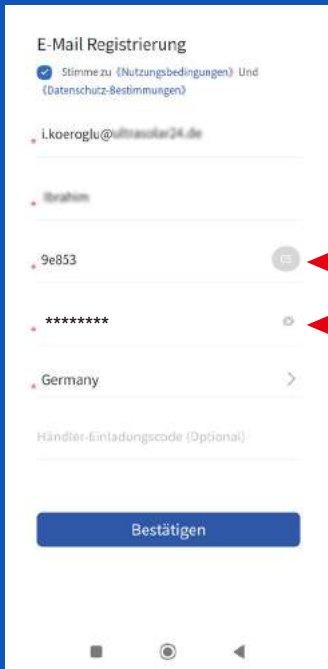 E-Mail Registrierung
Stimme zu《Nutzungsbedingungen》Und
《Datenschutz-Bestimmungen》
* i.koeroglu@
*
* 9e853
* ********
* Germany
Händler-Einladungscode (Optional)
Bestätigen